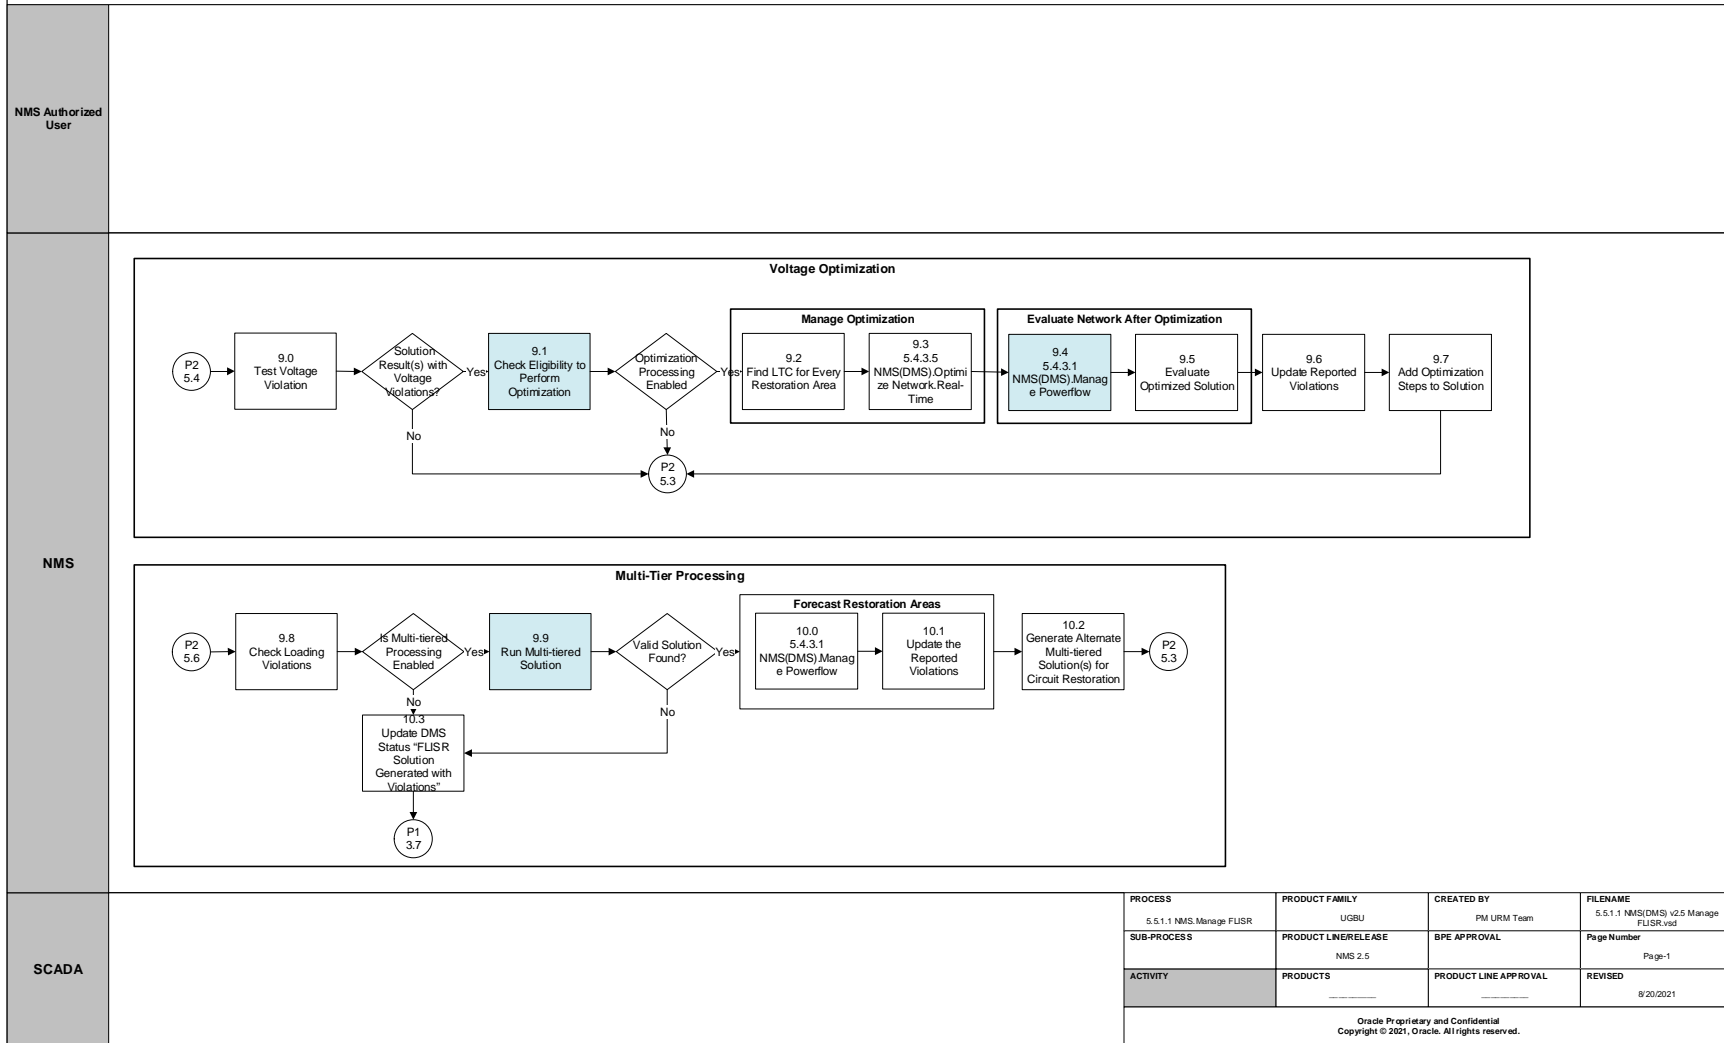 NMS Authorized
User
NMS
SCADA
Voltage Optimization
P2
5.4
9.0
Test Voltage
Violation
Solution
Result(s) with
Voltage
Violations?
Yes
No
9.1
Check Eligibility to
Perform
Optimization
Optimization
Processing
Enabled
Yes
No
P2
5.3
Manage Optimization
9.2
Find LTC for Every
Restoration Area
9.3
5.4.3.5
NMS(DMS).Optimi
ze Network.Real-
Time
Evaluate Network After Optimization
9.4
5.4.3.1
NMS(DMS).Manag
e Powerflow
9.5
Evaluate
Optimized Solution
9.6
Update Reported
Violations
9.7
Add Optimization
Steps to Solution
Multi-Tier Processing
P2
5.6
9.8
Check Loading
Violations
Is Multi-tiered
Processing
Enabled
Yes
No
9.9
Run Multi-tiered
Solution
Valid Solution
Found?
Yes
No
Forecast Restoration Areas
10.0
5.4.3.1
NMS(DMS).Manag
e Powerflow
10.1
Update the
Reported
Violations
10.2
Generate Alternate
Multi-tiered
Solution(s) for
Circuit Restoration
P2
5.3
10.3
Update DMS
Status “FLISR
Solution
Generated with
Violations”
P1
3.7
PROCESS
5.5.1.1 NMS.Manage FLISR
PRODUCT FAMILY
UGBU
CREATED BY
PM URM Team
FILENAME
5.5.1.1 NMS(DMS) v2.5 Manage
FLISR.vsd
SUB-PROCESS
PRODUCT LINE/RELEASE
NMS 2.5
BPE APPROVAL
Page Number
Page-1
ACTIVITY
PRODUCTS
PRODUCT LINE APPROVAL
REVISED
8/20/2021
Oracle Proprietary and Confidential
Copyright © 2021, Oracle. All rights reserved.